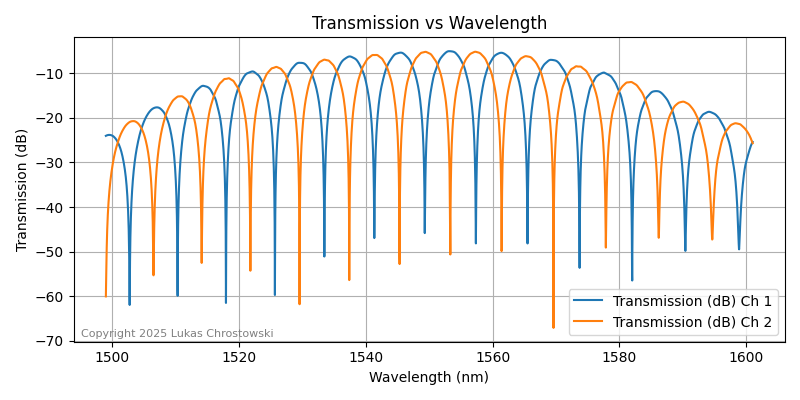 Transmission vs Wavelength
Transmission (dB)
−10
−20
−30
−40
−50
−60
−70
Transmission (dB) Ch 1
Transmission (dB) Ch 2
Copyright 2025 Lukas Chrostowski
1500 1520 1540 1560 1580 1600
Wavelength (nm)